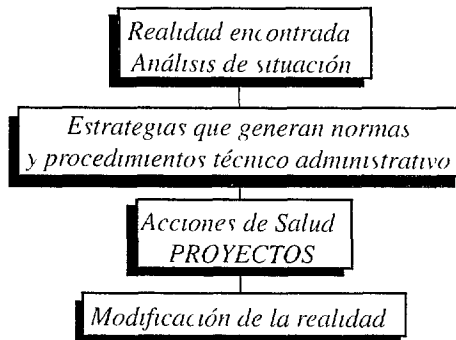 Realidad encontrada
Análisis de situación
Estrategias que generan normas
y procedimientos técnico administrativo
Acciones de Salud
PROYECTOS
Modificación de la realidad